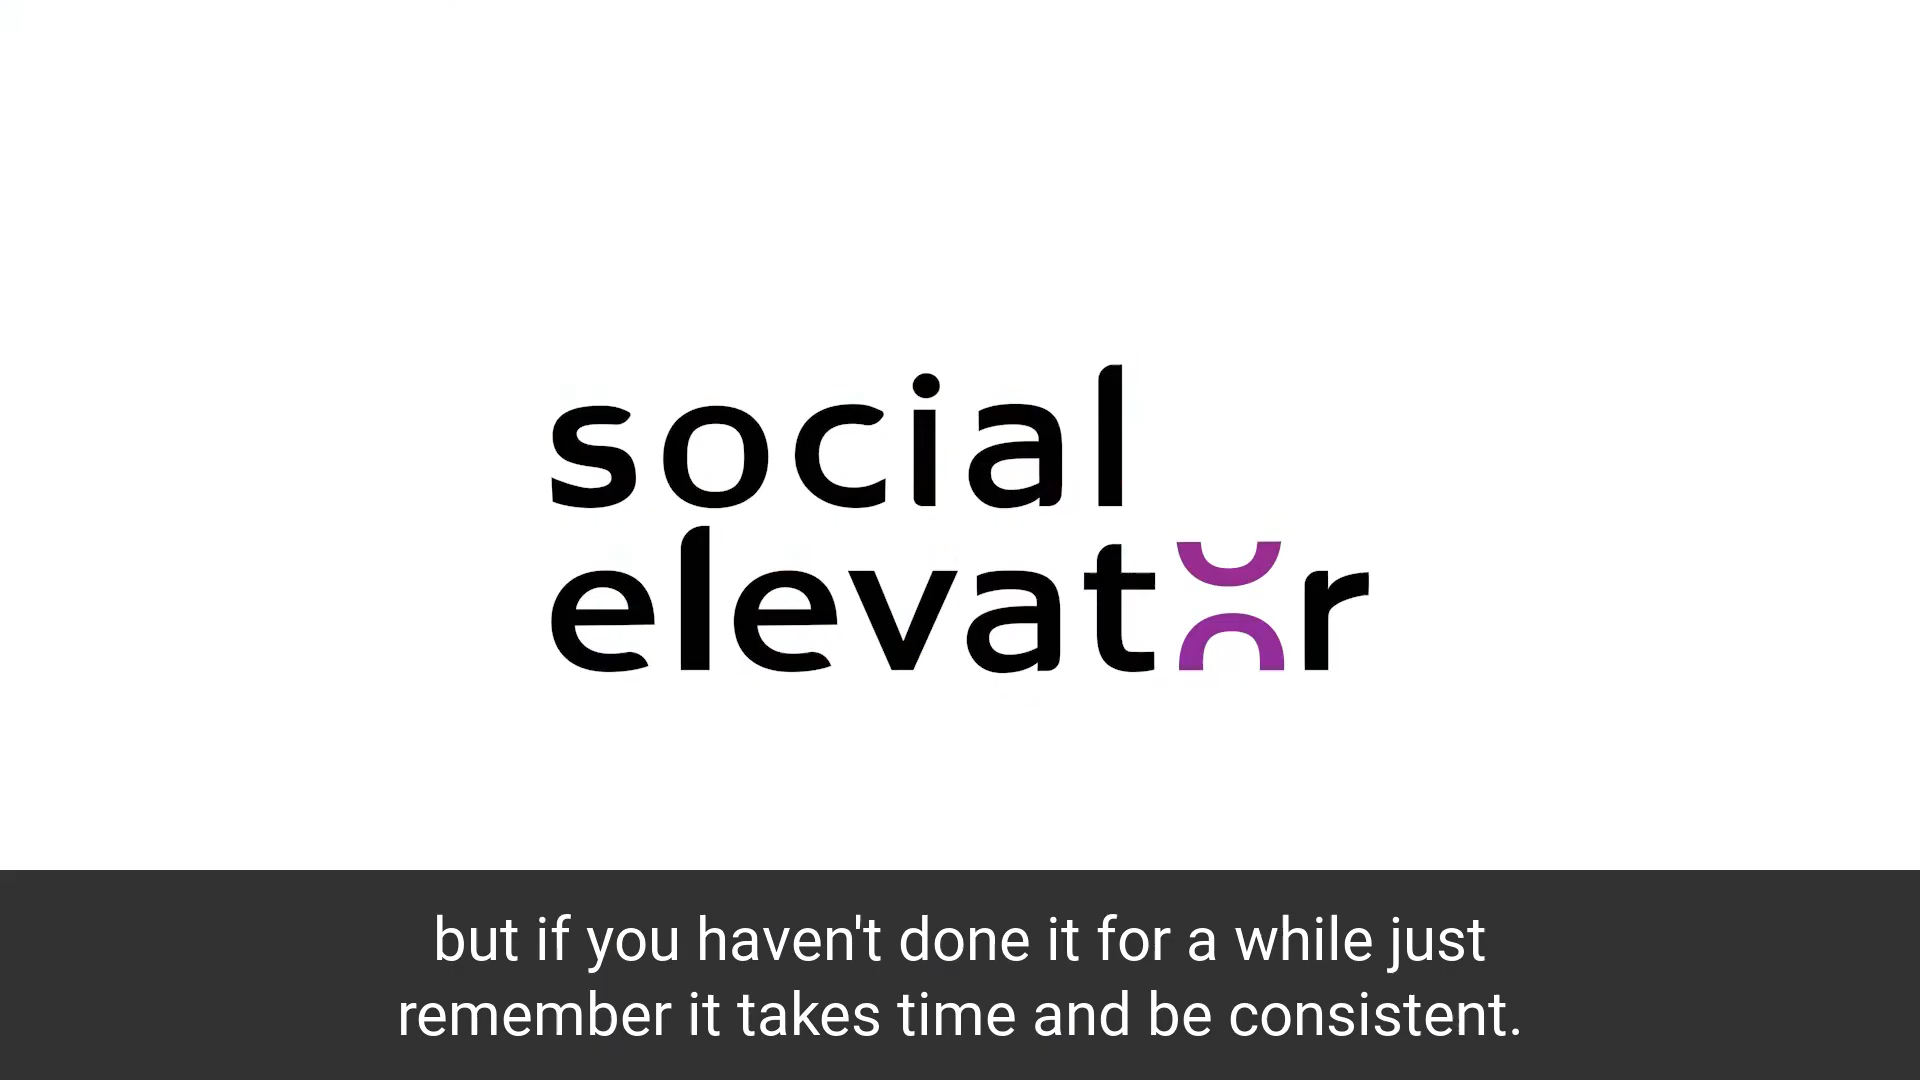 social
elevator
but if you haven't done it for a while just
remember it takes time and be consistent.